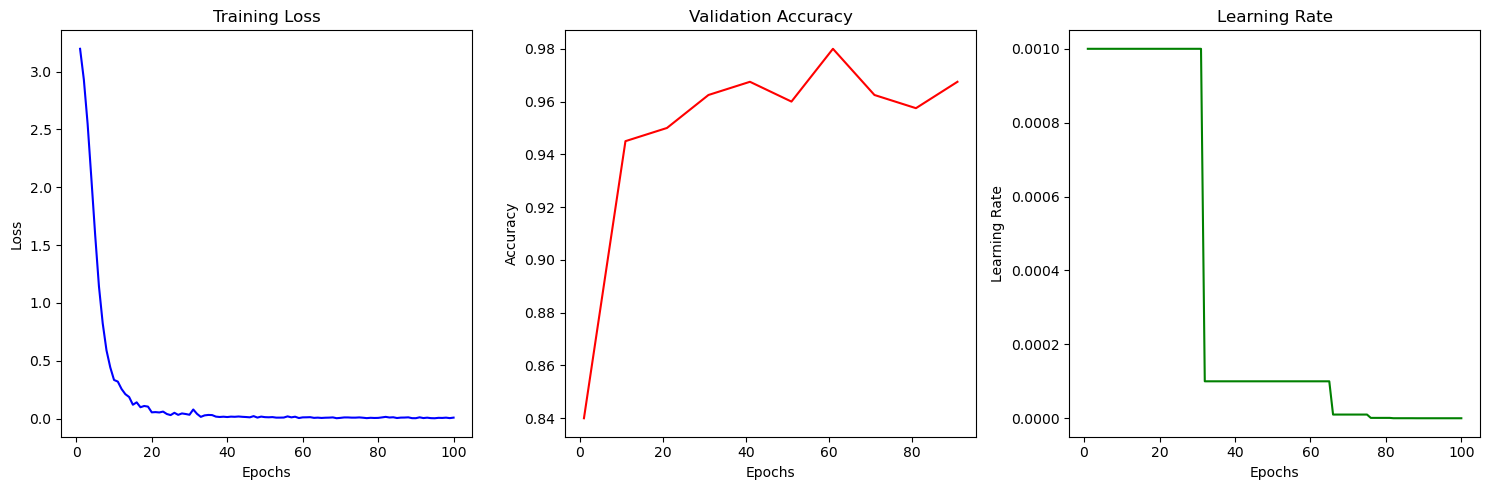 Training Loss
Loss
3.0
2.5
2.0
1.5
1.0
0.5
0.0
0 20 40 60 80 100
Epochs
Validation Accuracy
Accuracy
0.98
0.96
0.94
0.92
0.90
0.88
0.86
0.84
0 20 40 60 80
Epochs
Learning Rate
Learning Rate
0.0010
0.0008
0.0006
0.0004
0.0002
0.0000
0 20 40 60 80 100
Epochs